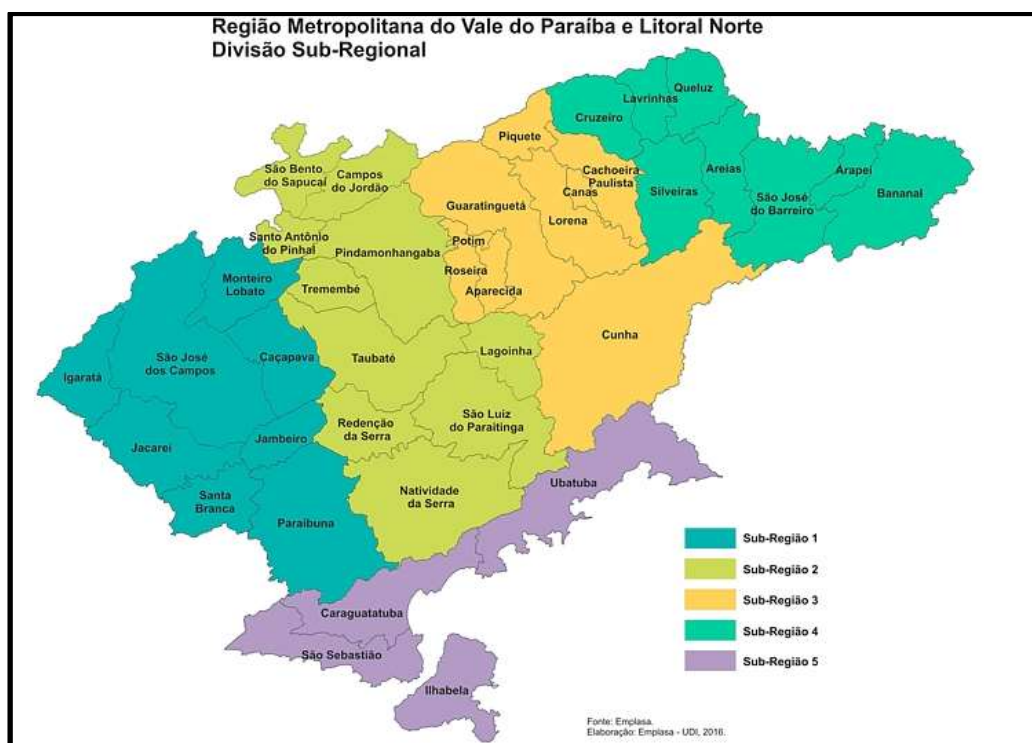 Região Metropolitana do Vale do Paraíba e Litoral Norte
Divisão Sub-Regional
Queluz
Lavrinhas
Cruzeiro
Piquete
Cachoeira
Paulista
Canas
Areias
Arapei
Silveiras
São José
do Barreiro
Bananal
São Bento
do Sapucaí
Campos
do Jordão
Guaratinguetá
Lorena
Santo Antônio
do Pinhal
Pindamonhangaba
Potim
Roseira
Aparecida
Monteiro
Lobato
Tremembé
Cunha
Igaratá
São José
dos Campos
Caçapava
Taubaté
Lagoinha
Redenção
da Serra
São Luiz
do Paraitinga
Jacarei
Jambeiro
Santa
Branca
Paraibuna
Natividade
da Serra
Ubatuba
Caraguatatuba
São Sebastião
Ilhabela
Sub-Região 1
Sub-Região 2
Sub-Região 3
Sub-Região 4
Sub-Região 5
Fonte: Emplasa.
Elaboração: Emplasa - UDI, 2016.